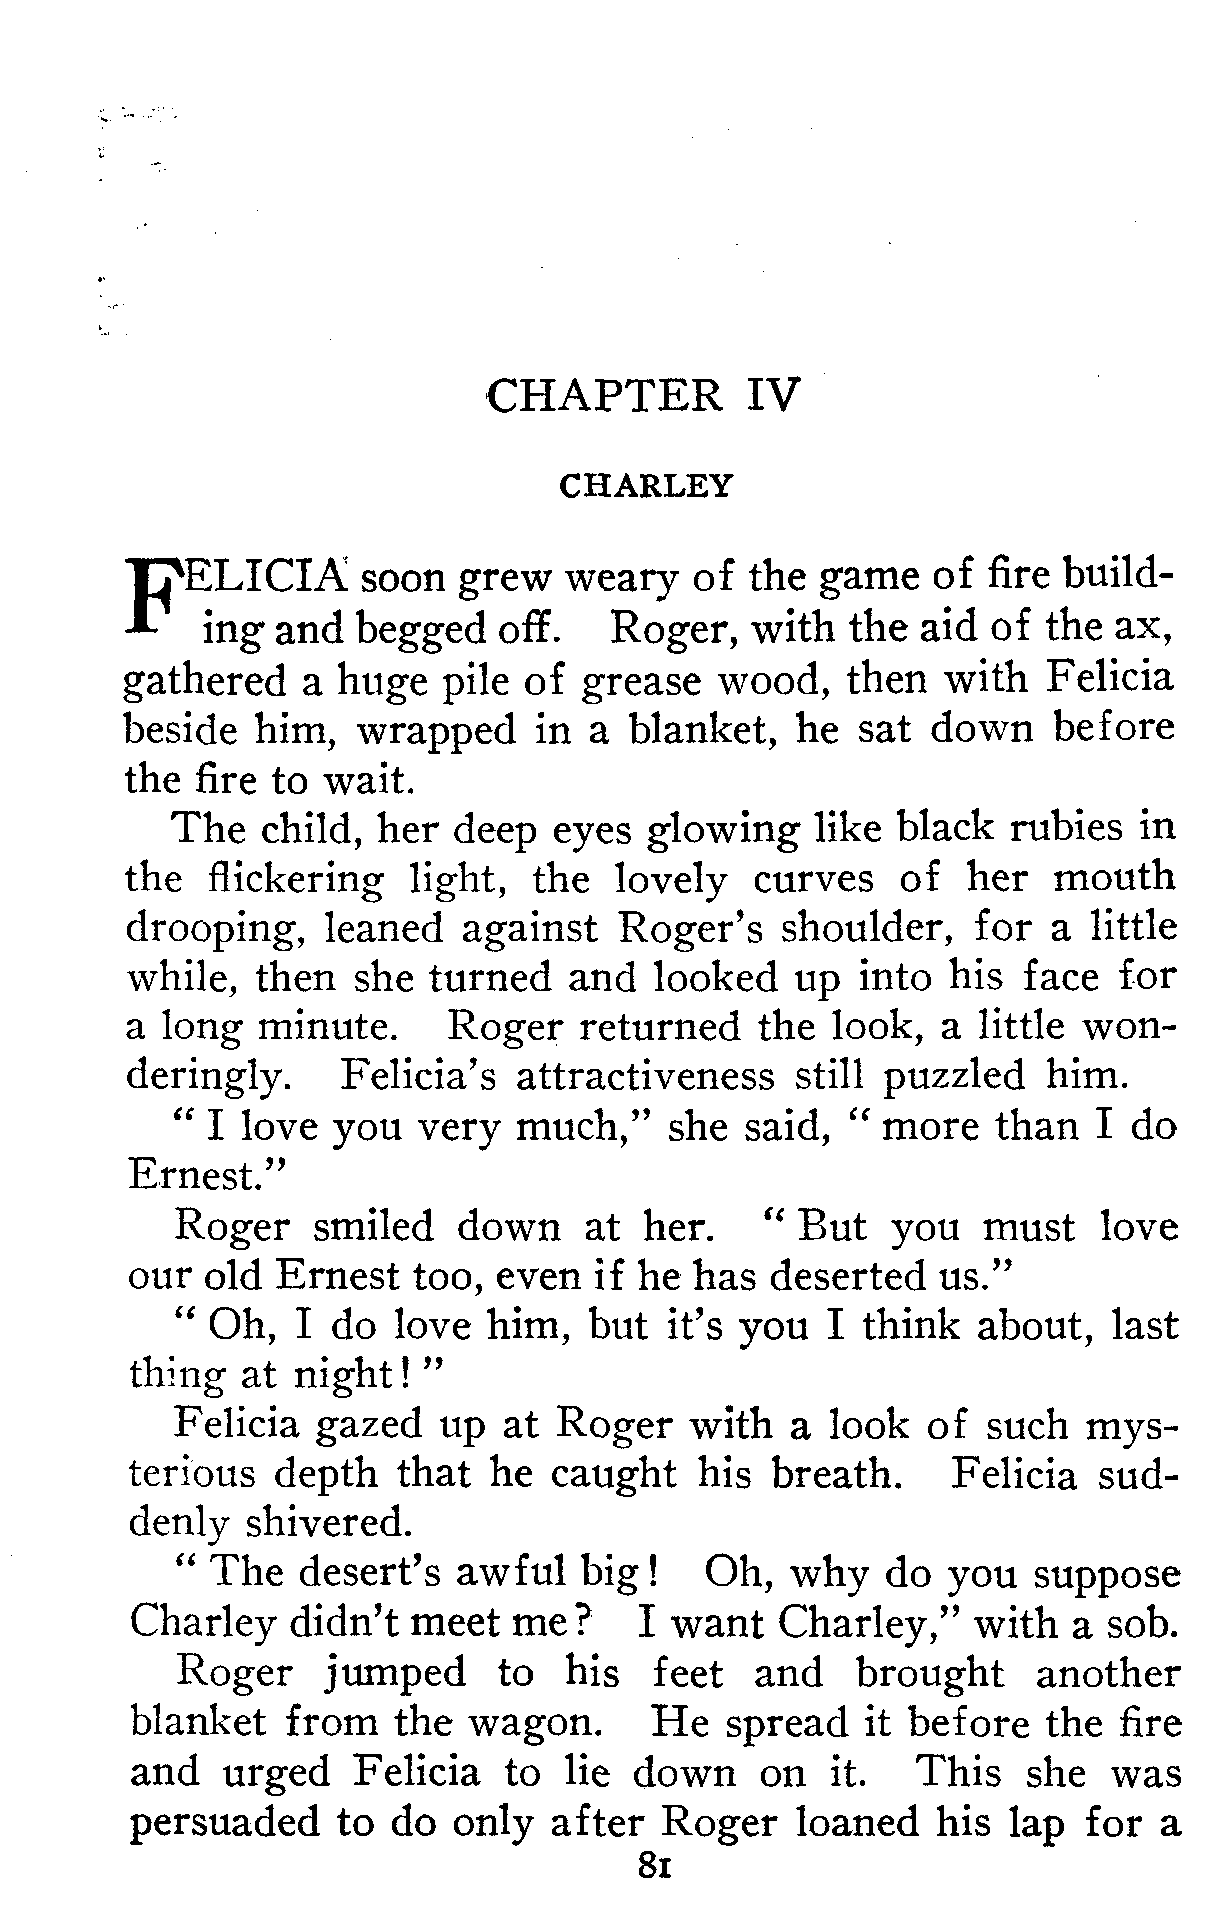 CHAPTER IV
CHARLEY
FELICIA soon grew weary of the game of fire build-
ing and begged off. Roger, with the aid of the ax,
gathered a huge pile of grease wood, then with Felicia
beside him, wrapped in a blanket, he sat down before
the fire to wait.
The child, her deep eyes glowing like black rubies in
the flickering light, the lovely curves of her mouth
drooping, leaned against Roger's shoulder, for a little
while, then she turned and looked up into his face for
a long minute. Roger returned the look, a little won-
deringly. Felicia's attractiveness still puzzled him.
" I love you very much," she said, " more than I do
Ernest."
Roger smiled down at her. " But you must love
our old Ernest too, even if he has deserted us."
" Oh, I do love him, but it's you I think about, last
thing at night! "
Felicia gazed up at Roger with a look of such mys-
terious depth that he caught his breath. Felicia sud-
denly shivered.
" The desert's awful big! Oh, why do you suppose
Charley didn't meet me? I want Charley," with a sob.
Roger jumped to his feet and brought another
blanket from the wagon. He spread it before the fire
and urged Felicia to lie down on it. This she was
persuaded to do only after Roger loaned his lap for a
81